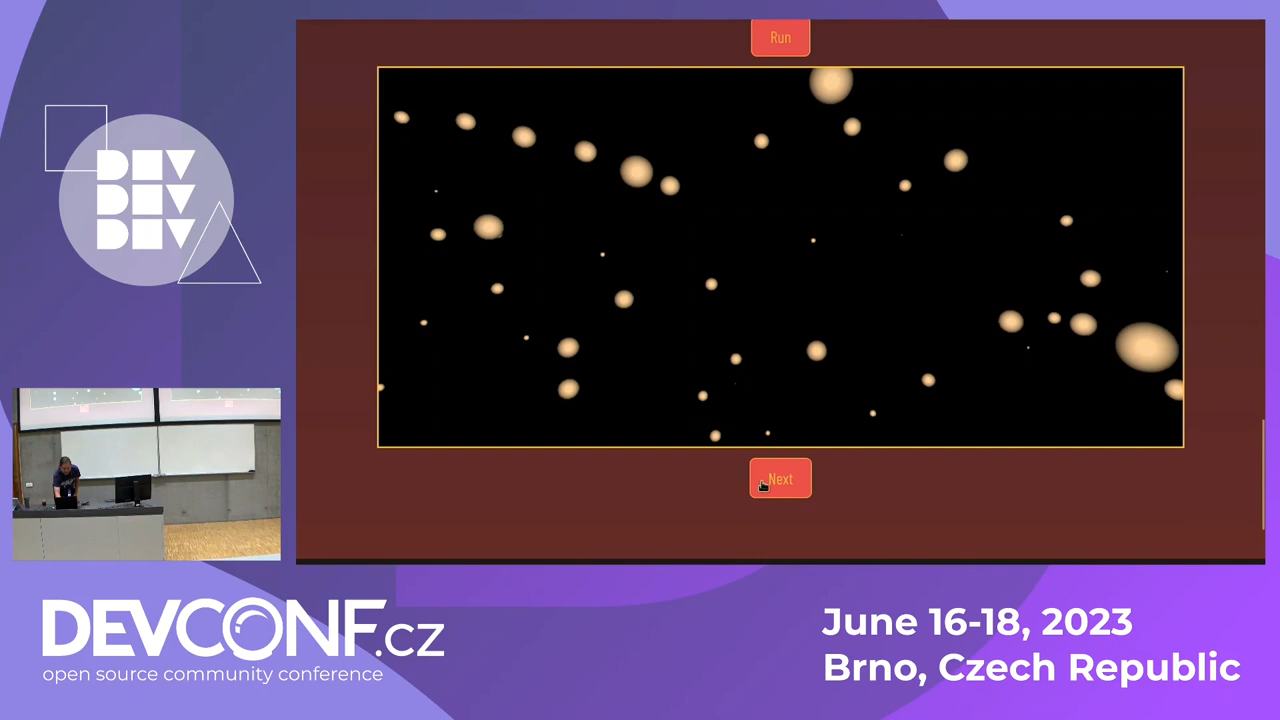 Run
DEV
DEV
DEV
Next
DEVCONF.cz
open source community conference
June 16-18, 2023
Brno, Czech Republic